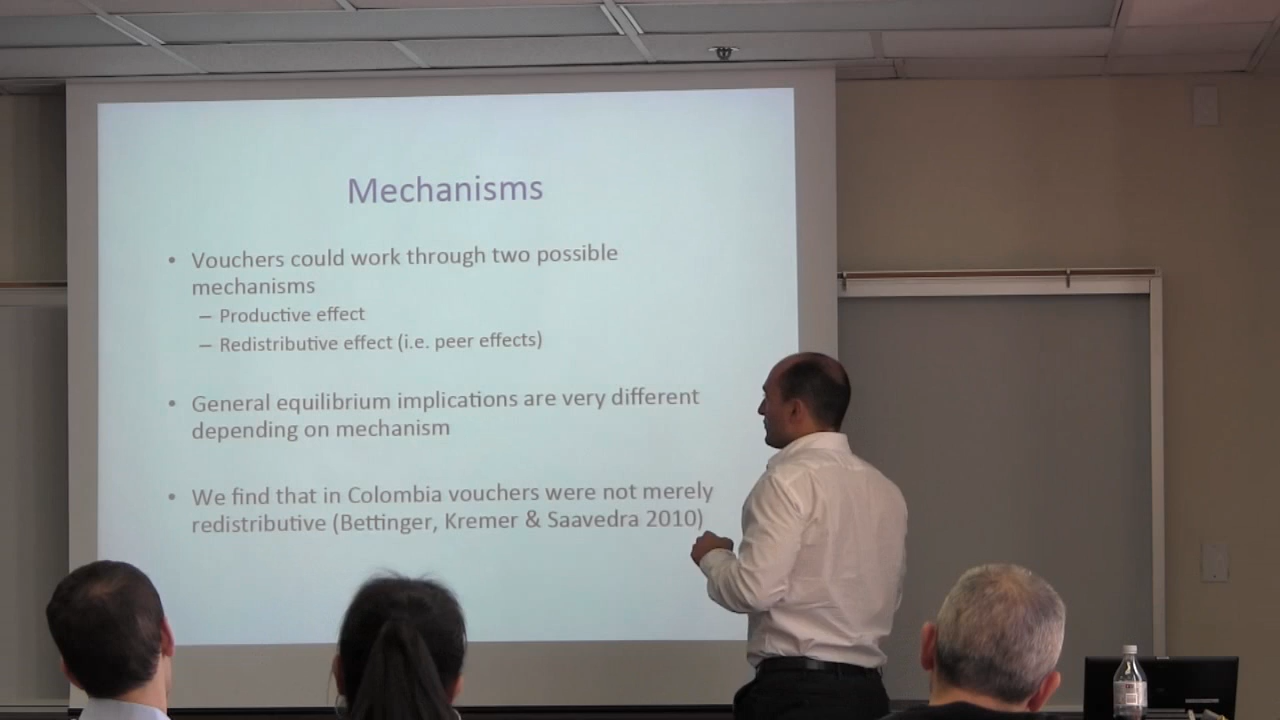 Mechanisms
• Vouchers could work through two possible
mechanisms
– Productive effect
– Redistributive effect (i.e. peer effects)
• General equilibrium implications are very different
depending on mechanism
• We find that in Colombia vouchers were not merely
redistributive (Bettinger, Kremer & Saavedra 2010)